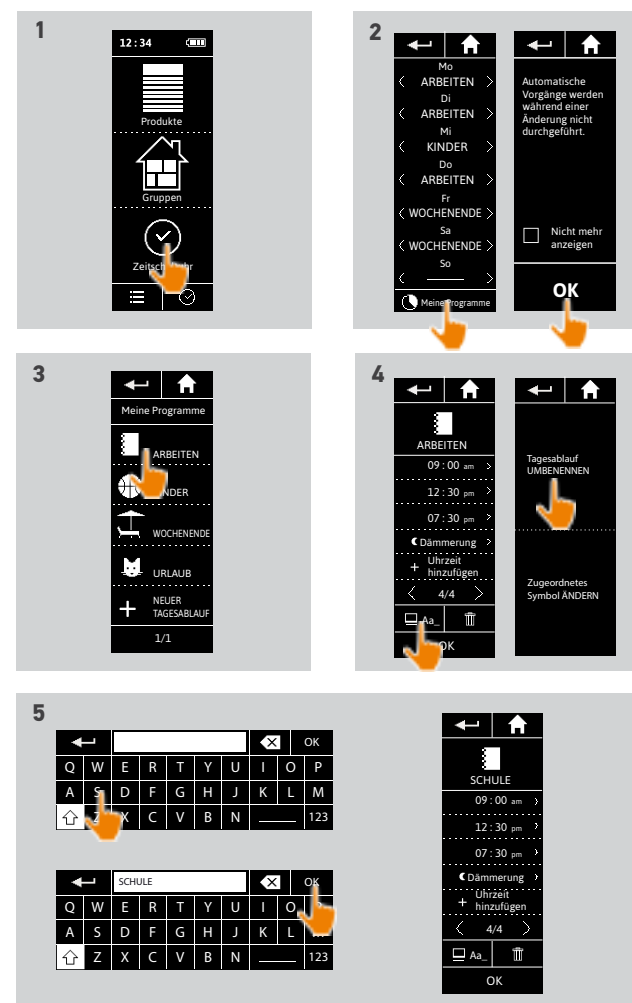 1
12:34
Produkte
Gruppen
2
Mo
< ARBEITEN >
Di
< ARBEITEN >
Mi
< KINDER >
Do
< ARBEITEN >
Fr
< WOCHENENDE >
Sa
< WOCHENENDE >
So
< ——— >
Meine Programme
Automatische
Vorgänge werden
während einer
Änderung nicht
durchgeführt.
Nicht mehr
anzeigen
OK
3
Meine Programme
ARBEITEN
WOCHENENDE
URLAUB
+ NEUER
TAGESABLAUF
1/1
4
ARBEITEN
09 : 00 am >
12 : 30 pm >
07 : 30 pm >
Dämmerung >
+ Uhrzeit
hinzufügen
< 4/4 >
Aa_
OK
Tagesablauf
UMBENENNEN
Zugeordnetes
Symbol ÄNDERN
5
OK
Q W E R T Y U I O P
A S D F G H J K L M
Z X C V B N ___ 123
SCHULE OK
Q W E R T Y U I O P
A S D F G H J K L M
Z X C V B N ___ 123
SCHULE
09 : 00 am >
12 : 30 pm >
07 : 30 pm >
Dämmerung >
+ Uhrzeit
hinzufügen
< 4/4 >
Aa_
OK